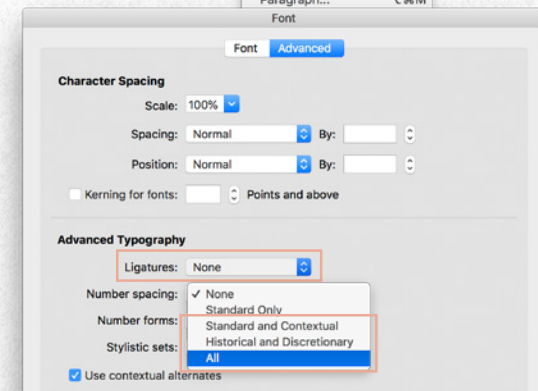 Paragraph... ⌥⌘M
Font
Font Advanced
Character Spacing
Scale: 100%
Spacing: Normal By:
Position: Normal By:
Kerning for fonts: Points and above
Advanced Typography
Ligatures: None
Number spacing: ✓ None
Standard Only
Number forms: Standard and Contextual
Historical and Discretionary
Stylistic sets: All
Use contextual alternates